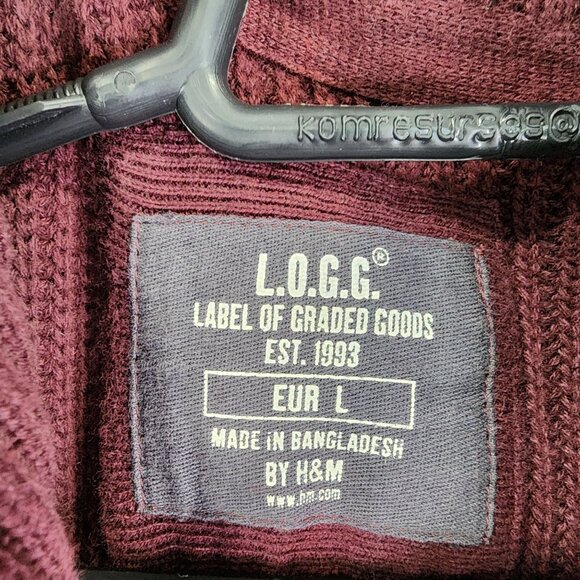 L.O.G.G.®
LABEL OF GRADED GOODS
EST. 1993
EUR L
MADE IN BANGLADESH
BY H&M
www.hm.com